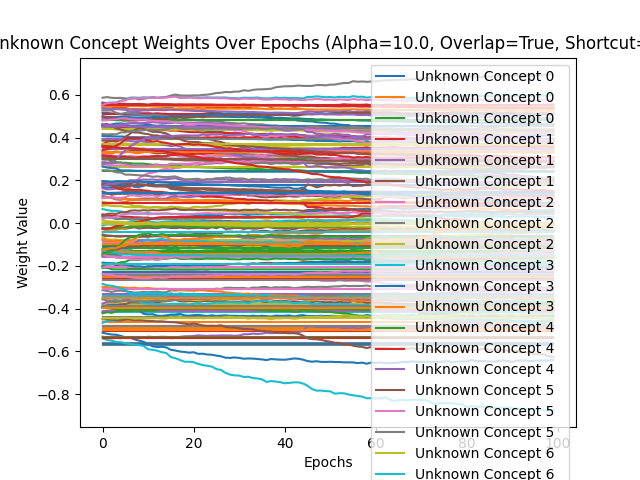 nknown Concept Weights Over Epochs (Alpha=10.0, Overlap=True, Shortcut=
Weight Value
0.6
0.4
0.2
0.0
−0.2
−0.4
−0.6
−0.8
Unknown Concept 0
Unknown Concept 0
Unknown Concept 0
Unknown Concept 1
Unknown Concept 1
Unknown Concept 1
Unknown Concept 2
Unknown Concept 2
Unknown Concept 2
Unknown Concept 3
Unknown Concept 3
Unknown Concept 3
Unknown Concept 4
Unknown Concept 4
Unknown Concept 4
Unknown Concept 5
Unknown Concept 5
Unknown Concept 5
Unknown Concept 6
Unknown Concept 6
0 20 40 60 80 100
Epochs